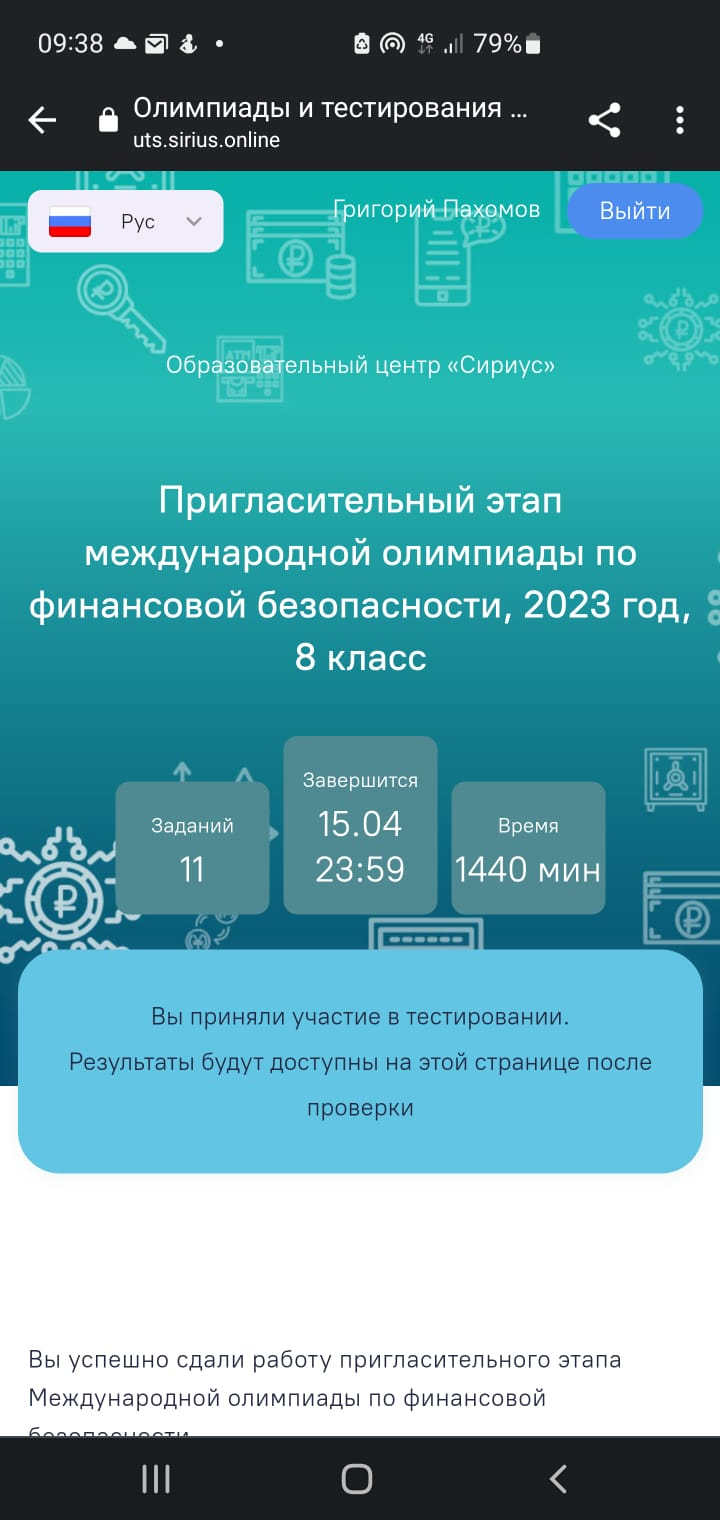 09:38
4G
79%
Олимпиады и тестирования ...
uts.sirius.online
Рус
Григорий Пахомов
Выйти
ATM
Образовательный центр «Сириус»
Пригласительный этап
международной олимпиады по
финансовой безопасности, 2023 год,
8 класс
Заданий
11
Завершится
15.04
23:59
Время
1440 мин
Вы приняли участие в тестировании.
Результаты будут доступны на этой странице после
проверки
Вы успешно сдали работу пригласительного этапа
Международной олимпиады по финансовой
безопасности